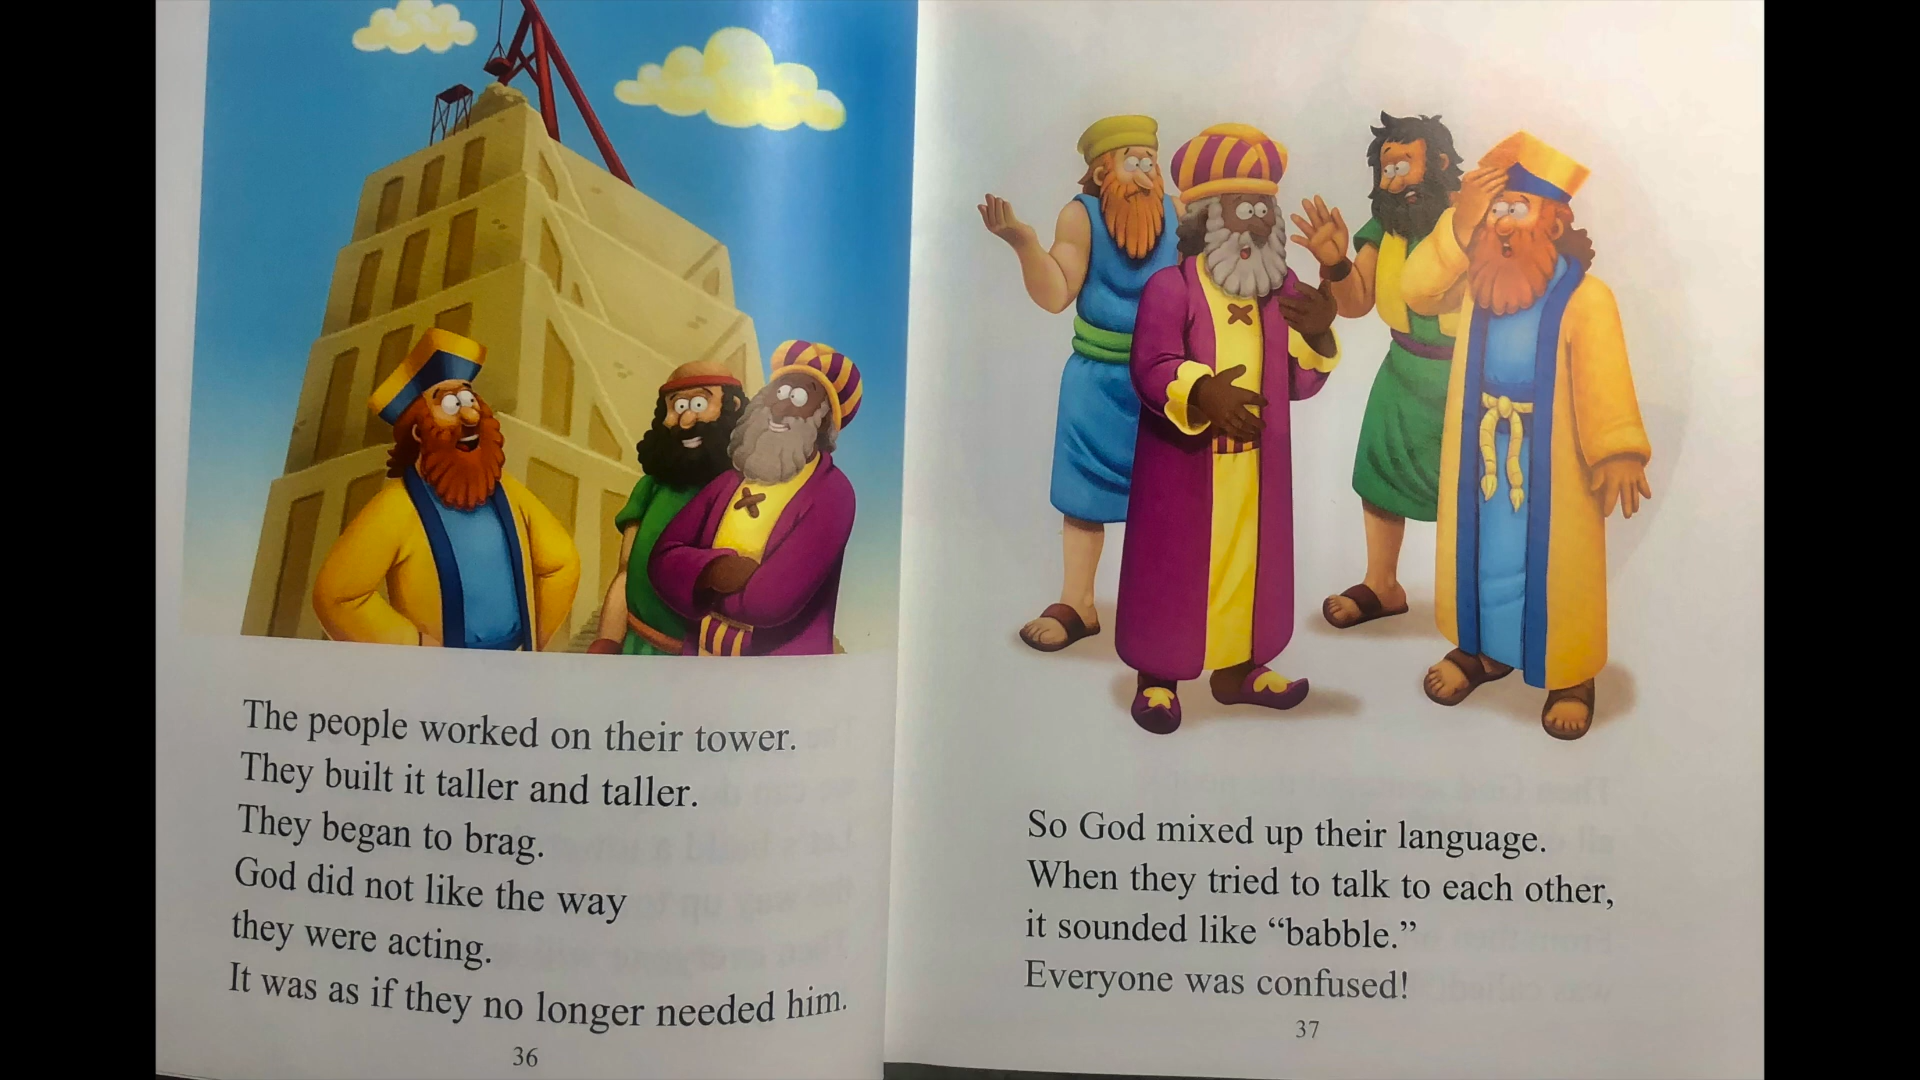 The people worked on their tower.
They built it taller and taller.
They began to brag.
God did not like the way
they were acting.
It was as if they no longer needed him.
36
So God mixed up their language.
When they tried to talk to each other,
it sounded like “babble.”
Everyone was confused!
37